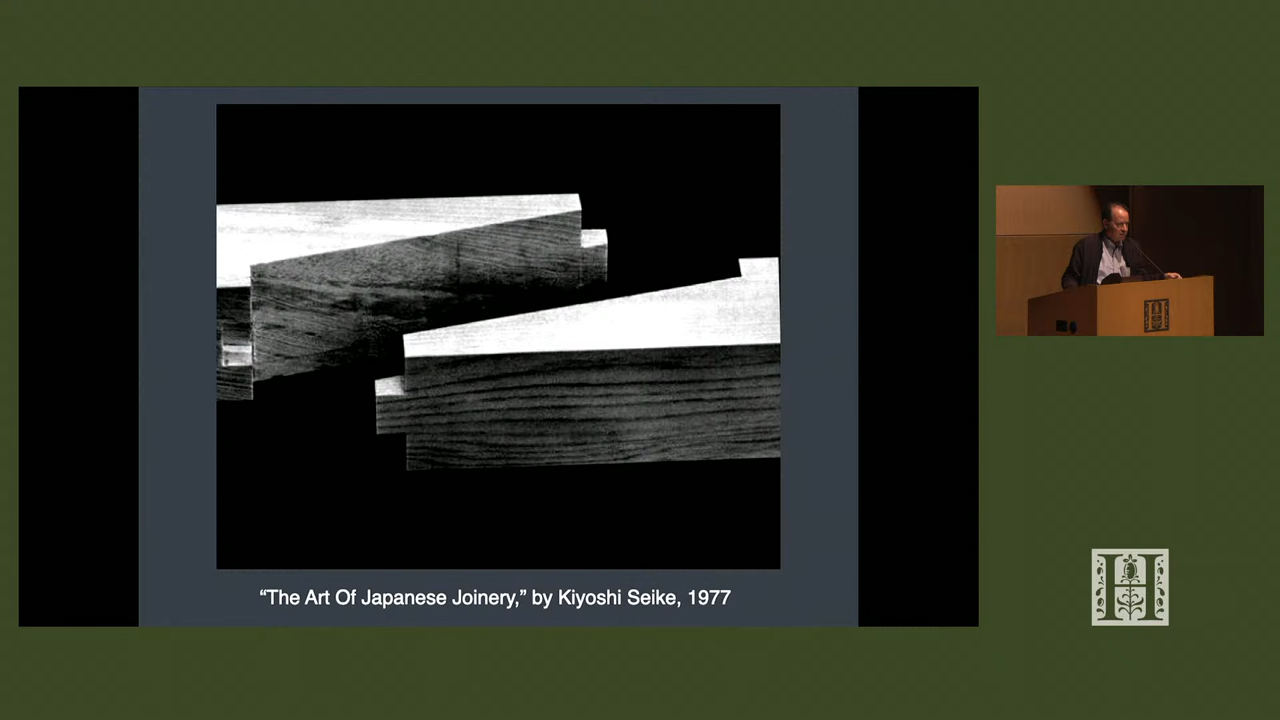 “The Art Of Japanese Joinery,” by Kiyoshi Seike, 1977
H